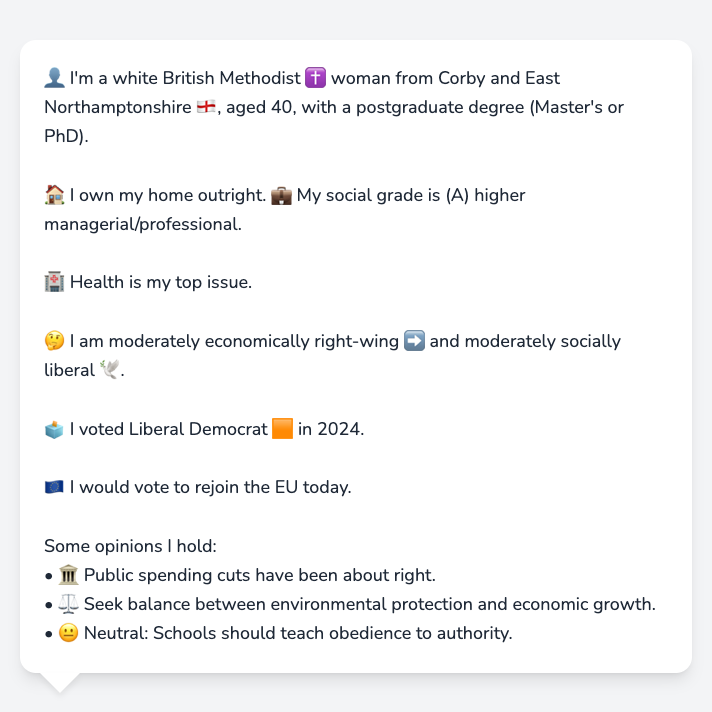 👤 I'm a white British Methodist ✝️ woman from Corby and East
Northamptonshire 🏴󠁧󠁢󠁥󠁮󠁧󠁿, aged 40, with a postgraduate degree (Master's or
PhD).
🏠 I own my home outright. 💼 My social grade is (A) higher
managerial/professional.
🏥 Health is my top issue.
🤔 I am moderately economically right-wing ➡️ and moderately socially
liberal 🕊️.
🗳️ I voted Liberal Democrat 🟧 in 2024.
🇪🇺 I would vote to rejoin the EU today.
Some opinions I hold:
• 🏛️ Public spending cuts have been about right.
• ⚖️ Seek balance between environmental protection and economic growth.
• 😐 Neutral: Schools should teach obedience to authority.